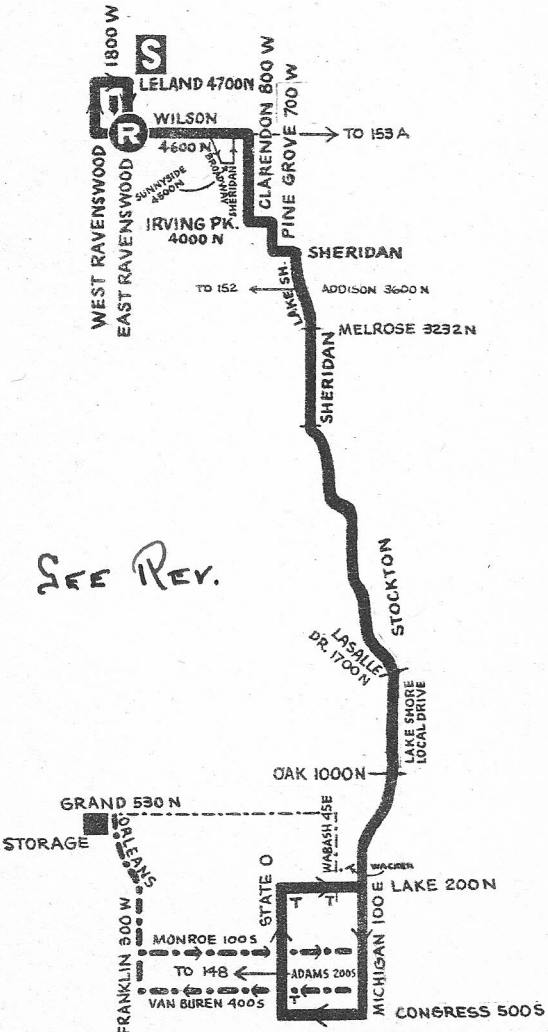 1800 W
S
LELAND 4700N
R
WILSON
4600 N
CLARENDON 800 W
PINE GROVE 700 W
TO 153 A
SUNNYSIDE
4500N
BROADWAY
SHERIDAN
WEST RAVENSWOOD
EAST RAVENSWOOD
IRVING PK.
4000 N
SHERIDAN
TO 152
LAKE SH.
ADDISON 3600 N
MELROSE 3232 N
SHERIDAN
SEE REV.
STOCKTON
LASALLE
DR. 1700 N
LAKE SHORE
LOCAL DRIVE
OAK 1000N
GRAND 530 N
STORAGE
ORLEANS
WABASH 45E
T
WACKER
STATE 0
T
T
LAKE 200N
FRANKLIN 300 W
MONROE 100S
MICHIGAN 100 E
TO 148
ADAMS 200S
VAN BUREN 400S
T
CONGRESS 500S